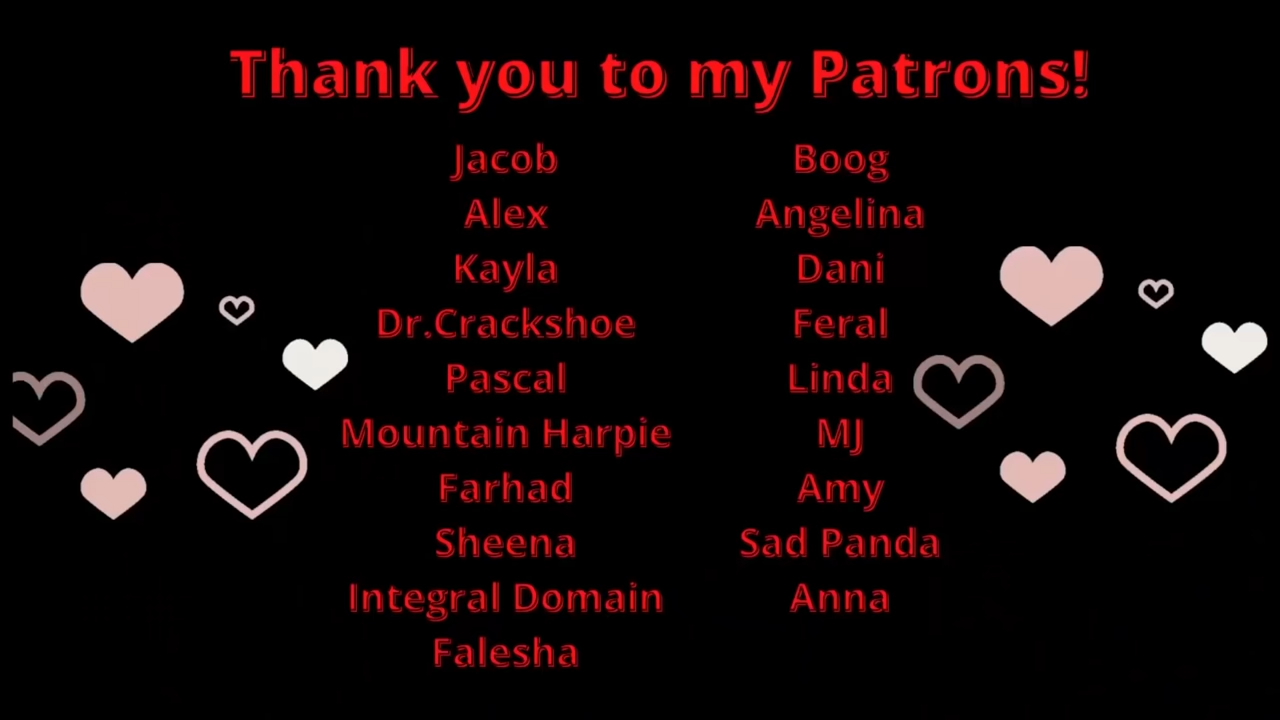 Thank you to my Patrons!
Jacob
Alex
Kayla
Dr.Crackshoe
Pascal
Mountain Harpie
Farhad
Sheena
Integral Domain
Falesha
Boog
Angelina
Dani
Feral
Linda
MJ
Amy
Sad Panda
Anna